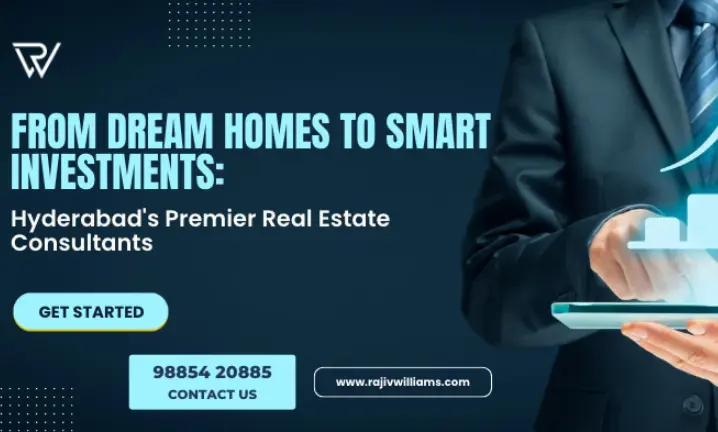 RW
FROM DREAM HOMES TO SMART
INVESTMENTS:
Hyderabad's Premier Real Estate
Consultants
GET STARTED
98854 20885
CONTACT US
www.rajivwilliams.com